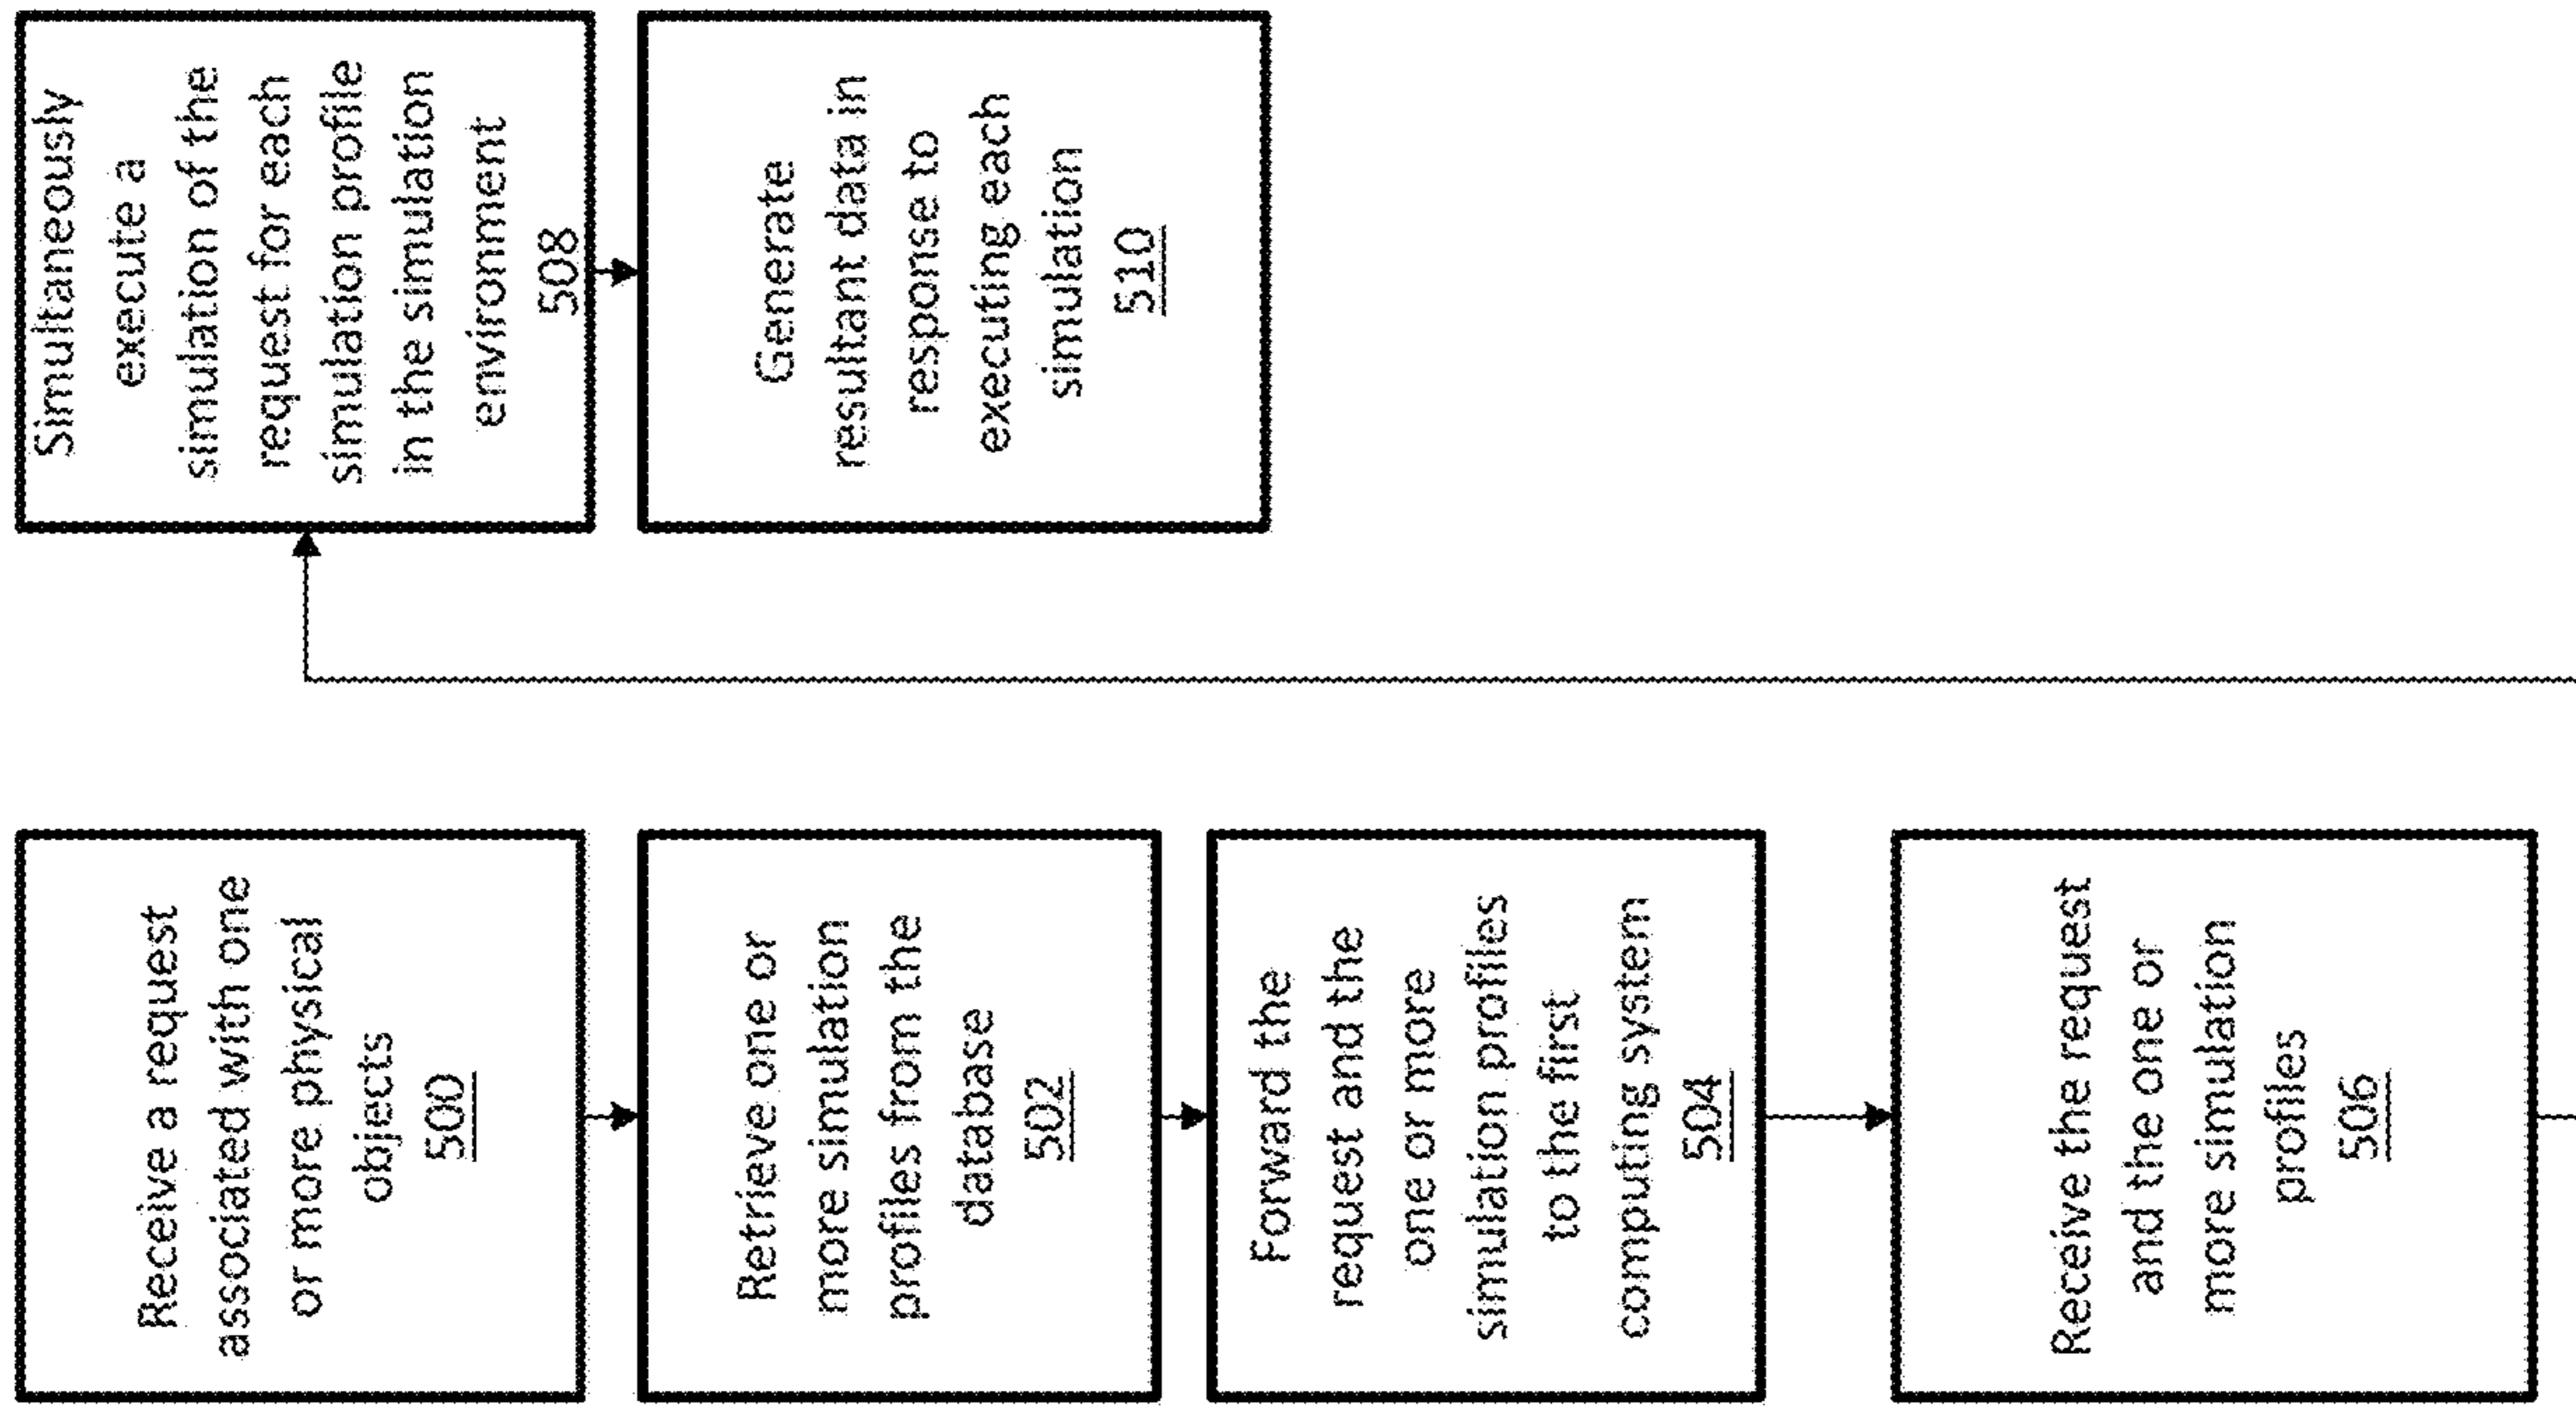 Receive a request
associated with one
or more physical
objects
500
Retrieve one or
more simulation
profiles from the
database
502
Forward the
request and the
one or more
simulation profiles
to the first
computing system
504
Receive the request
and the one or
more simulation
profiles
506
Simultaneously
execute a
simulation of the
request for each
simulation profile
in the simulation
environment
508
Generate
resultant data in
response to
executing each
simulation
510